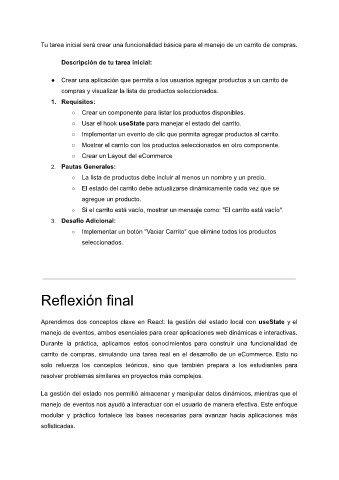 Tu tarea inicial será crear una funcionalidad básica para el manejo de un carrito de compras.
Descripción de tu tarea inicial:
● Crear una aplicación que permita a los usuarios agregar productos a un carrito de
compras y visualizar la lista de productos seleccionados.
1. Requisitos:
○ Crear un componente para listar los productos disponibles.
○ Usar el hook useState para manejar el estado del carrito.
○ Implementar un evento de clic que permita agregar productos al carrito.
○ Mostrar el carrito con los productos seleccionados en otro componente.
○ Crear un Layout del eCommerce
2. Pautas Generales:
○ La lista de productos debe incluir al menos un nombre y un precio.
○ El estado del carrito debe actualizarse dinámicamente cada vez que se
agregue un producto.
○ Si el carrito está vacío, mostrar un mensaje como: "El carrito está vacío".
3. Desafío Adicional:
○ Implementar un botón "Vaciar Carrito" que elimine todos los productos
seleccionados.
Reflexión final
Aprendimos dos conceptos clave en React: la gestión del estado local con useState y el
manejo de eventos, ambos esenciales para crear aplicaciones web dinámicas e interactivas.
Durante la práctica, aplicamos estos conocimientos para construir una funcionalidad de
carrito de compras, simulando una tarea real en el desarrollo de un eCommerce. Esto no
solo refuerza los conceptos teóricos, sino que también prepara a los estudiantes para
resolver problemas similares en proyectos más complejos.
La gestión del estado nos permitió almacenar y manipular datos dinámicos, mientras que el
manejo de eventos nos ayudó a interactuar con el usuario de manera efectiva. Este enfoque
modular y práctico fortalece las bases necesarias para avanzar hacia aplicaciones más
sofisticadas.